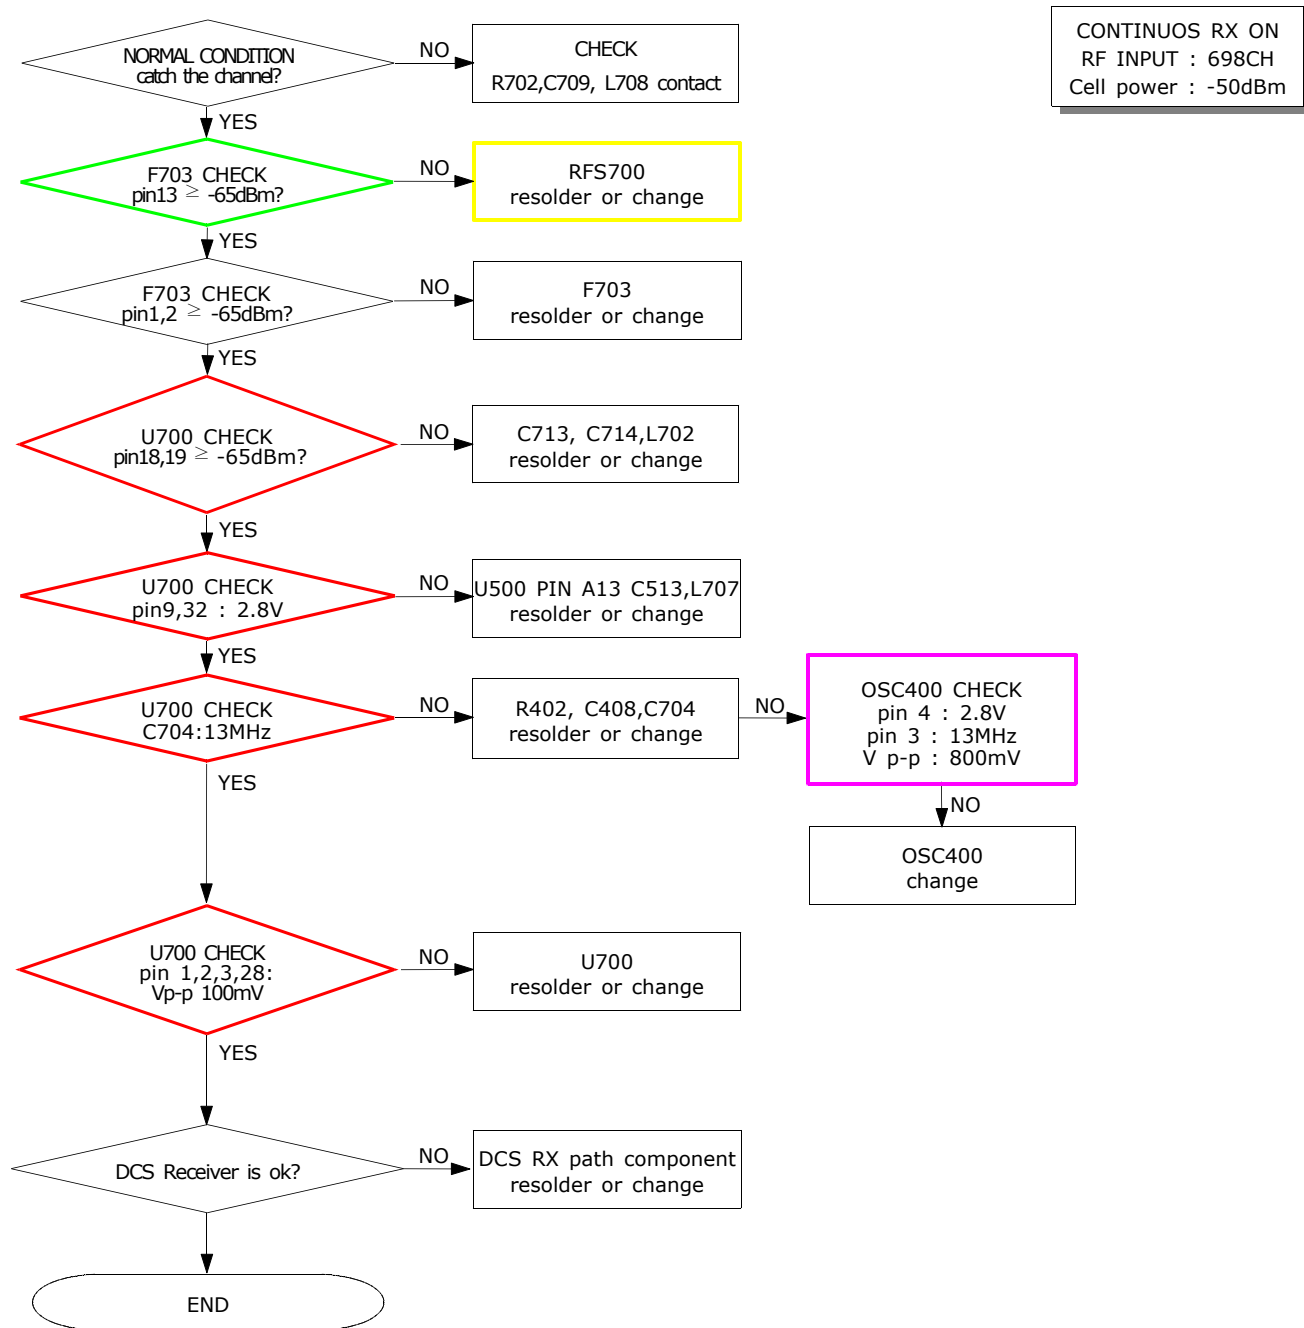 NORMAL CONDITION
catch the channel?
NO
CHECK
R702,C709, L708 contact
CONTINUOS RX ON
RF INPUT : 698CH
Cell power : -50dBm
YES
F703 CHECK
pin13 ≥ -65dBm?
NO
RFS700
resolder or change
YES
F703 CHECK
pin1,2 ≥ -65dBm?
NO
F703
resolder or change
YES
U700 CHECK
pin18,19 ≥ -65dBm?
NO
C713, C714,L702
resolder or change
YES
U700 CHECK
pin9,32 : 2.8V
NO
U500 PIN A13 C513,L707
resolder or change
YES
U700 CHECK
C704:13MHz
NO
R402, C408,C704
resolder or change
NO
OSC400 CHECK
pin 4 : 2.8V
pin 3 : 13MHz
V p-p : 800mV
YES
NO
OSC400
change
U700 CHECK
pin 1,2,3,28:
Vp-p 100mV
NO
U700
resolder or change
YES
DCS Receiver is ok?
NO
DCS RX path component
resolder or change
END